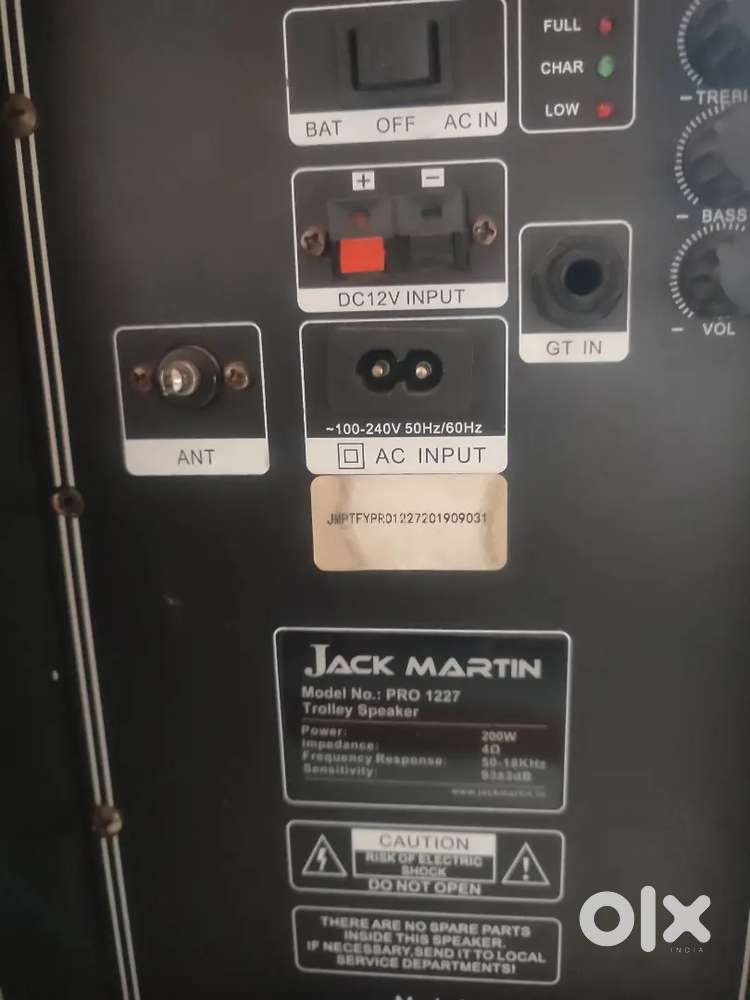 FULL
CHAR
LOW
BAT OFF AC IN
+ −
DC12V INPUT
− TREBL
− BASS
− VOL
GT IN
ANT
~100-240V 50Hz/60Hz
AC INPUT
JMPTFYPRO1227201909031
JACK MARTIN
Model No.: PRO 1227
Trolley Speaker
Power: 200W
Impedance: 4Ω
Frequency Response: 50-18KHz
Sensitivity: 93±3dB
www.jackmartin.in
CAUTION
RISK OF ELECTRIC
SHOCK
DO NOT OPEN
THERE ARE NO SPARE PARTS
INSIDE THIS SPEAKER.
IF NECESSARY,SEND IT TO LOCAL
SERVICE DEPARTMENTS!
olx
INDIA